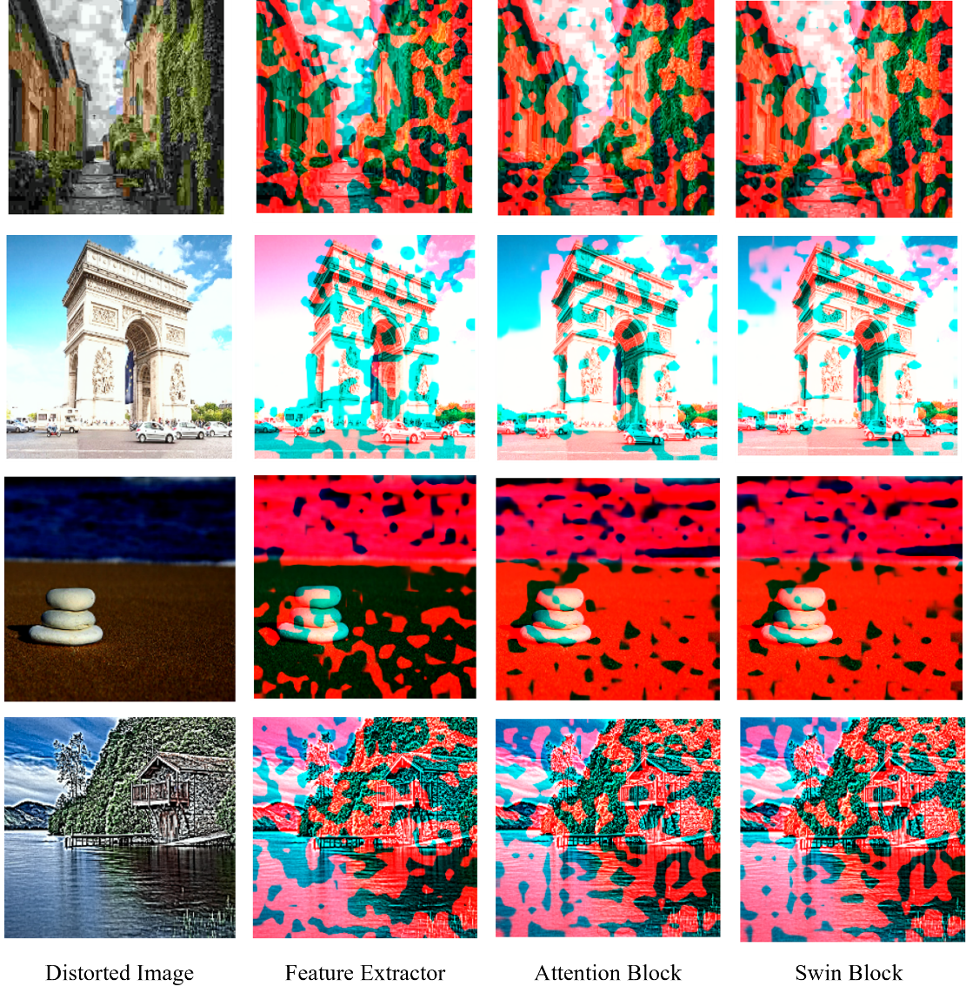 Distorted Image
Feature Extractor
Attention Block
Swin Block